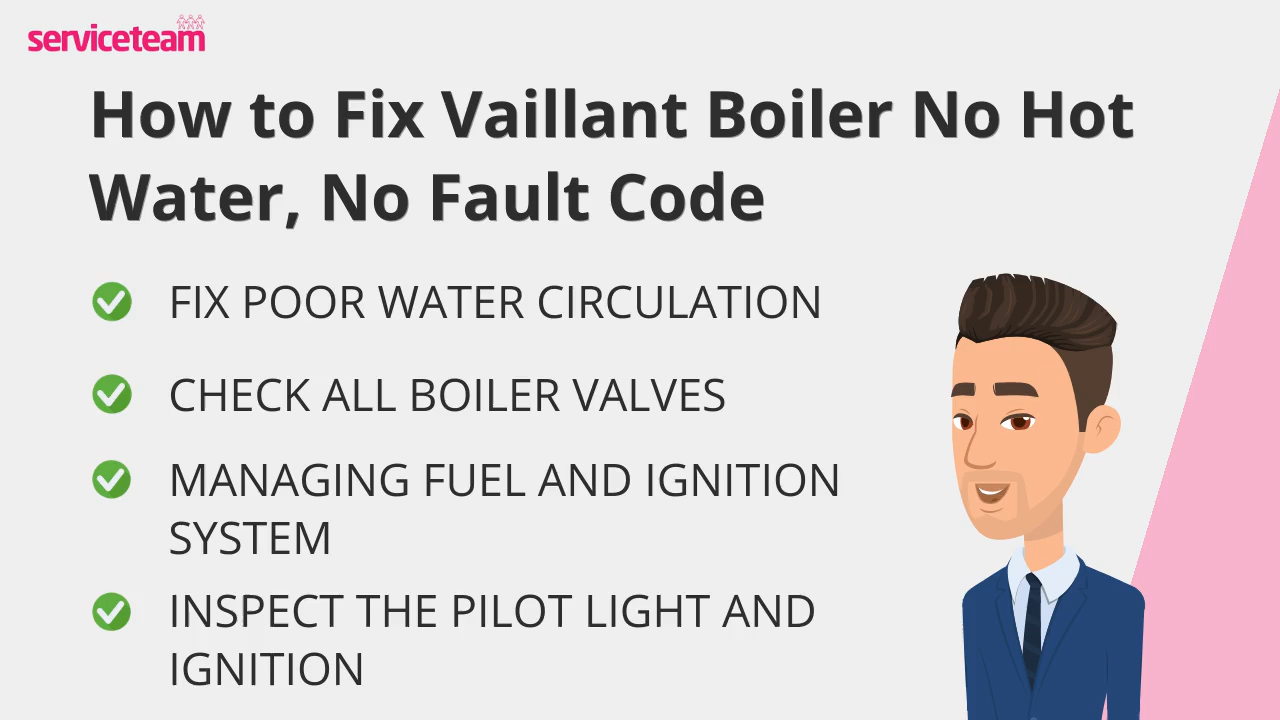 serviceteam
How to Fix Vaillant Boiler No Hot
Water, No Fault Code
FIX POOR WATER CIRCULATION
CHECK ALL BOILER VALVES
MANAGING FUEL AND IGNITION
SYSTEM
INSPECT THE PILOT LIGHT AND
IGNITION